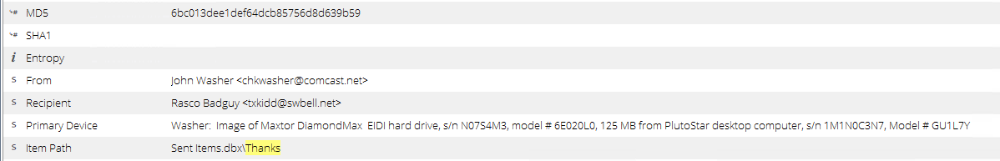 MD5 6bc013dee1def64dcb85756d8d639b59
SHA1
Entropy
From John Washer <chkwasher@comcast.net>
Recipient Rasco Badguy <txkidd@swbell.net>
Primary Device Washer: Image of Maxtor DiamondMax EIDI hard drive, s/n N07S4M3, model # 6E020L0, 125 MB from PlutoStar desktop computer, s/n 1M1N0C3N7, Model # GU1L7Y
Item Path Sent Items.dbx\Thanks